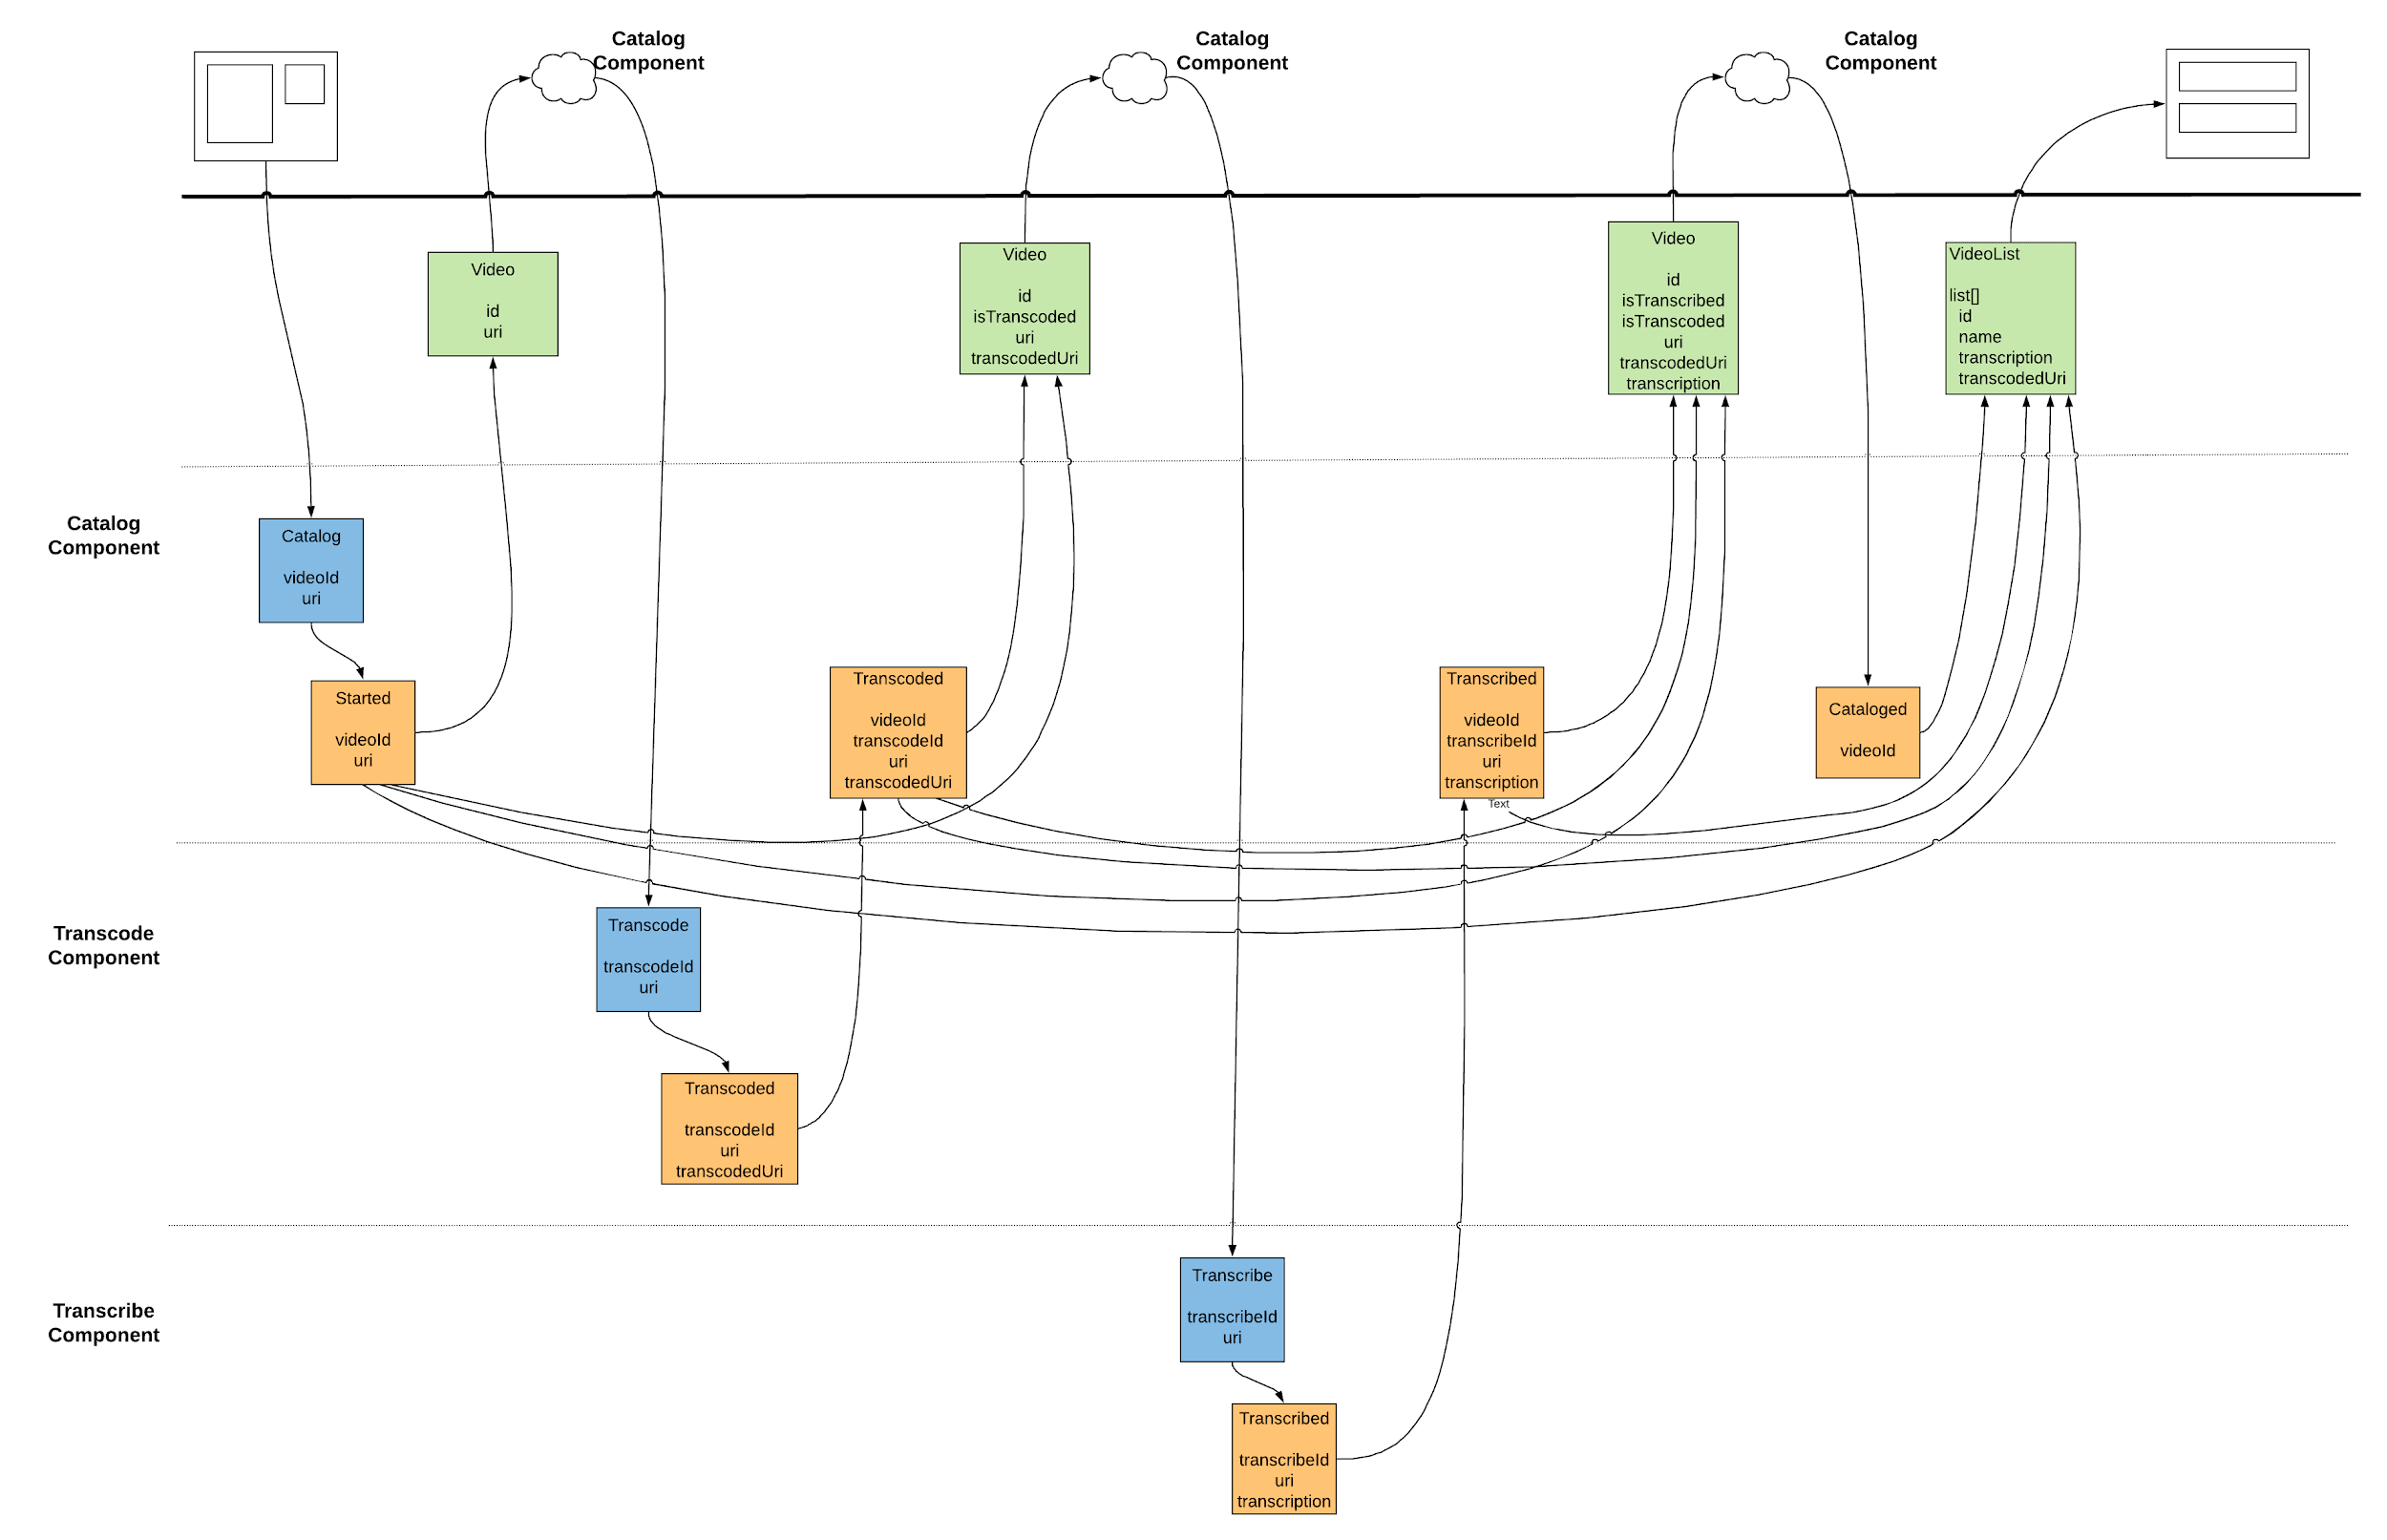 Catalog
Component
Catalog
Component
Catalog
Component
Video
id
uri
Video
id
isTranscoded
uri
transcodedUri
Video
id
isTranscribed
isTranscoded
uri
transcodedUri
transcription
VideoList
list[]
id
name
transcription
transcodedUri
Catalog
Component
Catalog
videoId
uri
Started
videoId
uri
Transcoded
videoId
transcodeId
uri
transcodedUri
Transcribed
videoId
transcribeId
uri
transcription
Text
Cataloged
videoId
Transcode
Component
Transcode
transcodeId
uri
Transcoded
transcodeId
uri
transcodedUri
Transcribe
Component
Transcribe
transcribeId
uri
Transcribed
transcribeId
uri
transcription